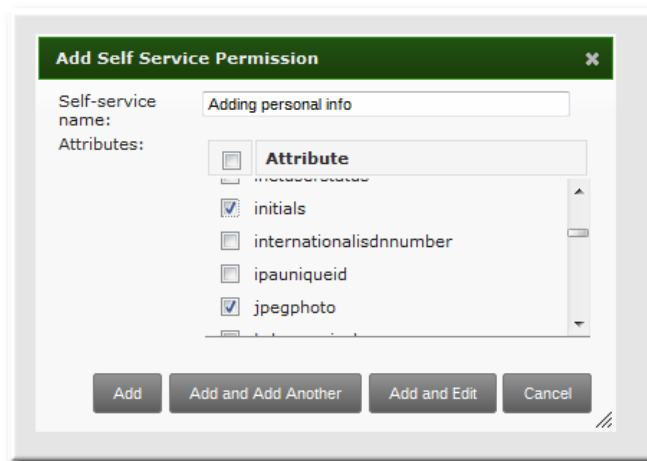 Add Self Service Permission
Self-service name:
Adding personal info
Attributes:
Attribute
inetuserstatus
initials
internationalisdnnumber
ipauniqueid
jpegphoto
Add
Add and Add Another
Add and Edit
Cancel